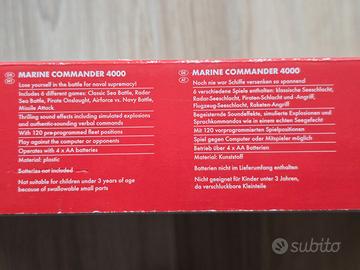 MARINE COMMANDER 4000
Lose yourself in the battle for naval supremacy!
Includes 6 different games: Classic Sea Battle, Radar
Sea Battle, Pirate Onslaught, Airforce vs. Navy Battle,
Missile Attack
Thrilling sound effects including simulated explosions
and authentic-sounding verbal commands
With 120 pre-programmed fleet positions
Play against the computer or opponents
Operates with 4 x AA batteries
Material: plastic
Batteries not included
Not suitable for children under 3 years of age
because of swallowable small parts
MARINE COMMANDER 4000
Noch nie war Schiffe versenken so spannend
6 verschiedene Spiele enthalten: klassische Seeschlacht,
Radar-Seeschlacht, Piraten-Schlacht und -Angriff,
Flugzeug-Seeschlacht, Raketen-Angriff
Begeisternde Soundeffekte, simulierte Explosionen und
Sprachkommandos wie in einem echten Seegefecht
Mit 120 vorprogrammierten Spielpositionen
Spiel gegen Computer oder Mitspieler möglich
Betrieb über 4 x AA Batterien
Material: Kunststoff
Batterien nicht im Lieferumfang enthalten
Nicht geeignet für Kinder unter 3 Jahren,
da verschluckbare Kleinteile
subito